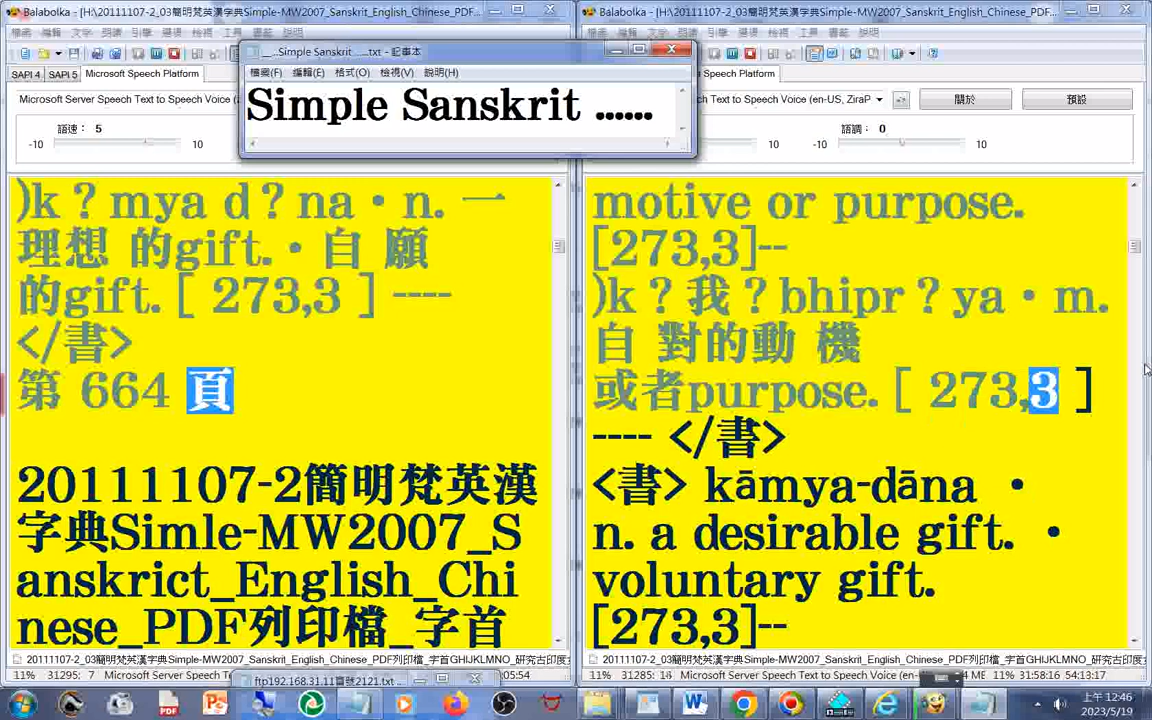 Balabolka - [H:\20111107-2_03簡明梵英漢字典Simple-MW2007_Sanskrit_English_Chinese_PDF...
Balabolka - [H:\20111107-2_03簡明梵英漢字典Simple-MW2007_Sanskrit_English_Chinese_PDF...
__...Simple Sanskrit ......txt - 記事本
檔案(F) 編輯(E) 格式(O) 檢視(V) 說明(H)
Simple Sanskrit ......
SAPI 4 SAPI 5 Microsoft Speech Platform
Speech Platform
Microsoft Server Speech Text to Speech Voice
Text to Speech Voice (en-US, ZiraP
關於
預設
語速： 5
-10 10
10
語調： 0
-10 10
)k ? mya d ? na • n. 一
理想 的gift. • 自 願
的gift. [ 273,3 ] ----
</書>
第 664 頁
20111107-2簡明梵英漢
字典Simle-MW2007_S
anskrict_English_Chi
nese_PDF列印檔_字首
motive or purpose.
[273,3]--
)k ? 我 ? bhipr ? ya • m.
自 對的動 機
或者purpose. [ 273,3 ]
---- </書>
<書> kāmya-dāna •
n. a desirable gift. •
voluntary gift.
[273,3]--
20111107-2_03簡明梵英漢字典Simple-MW2007_Sanskrit_English_Chinese_PDF列印檔_字首GHIJKLMNO_研究古印度
20111107-2_03簡明梵英漢字典Simple-MW2007_Sanskrit_English_Chinese_PDF列印檔_字首GHIJKLMNO_研究古印度
11% 31295: 7 Microsoft Server Speech T
ftp192.168.31.11
2121.txt ...
:05:54
11% 31285: 18 Microsoft Server Speech Text to
MB 11% 31:58:16 54:13:17
上午 12:46
2023/5/19